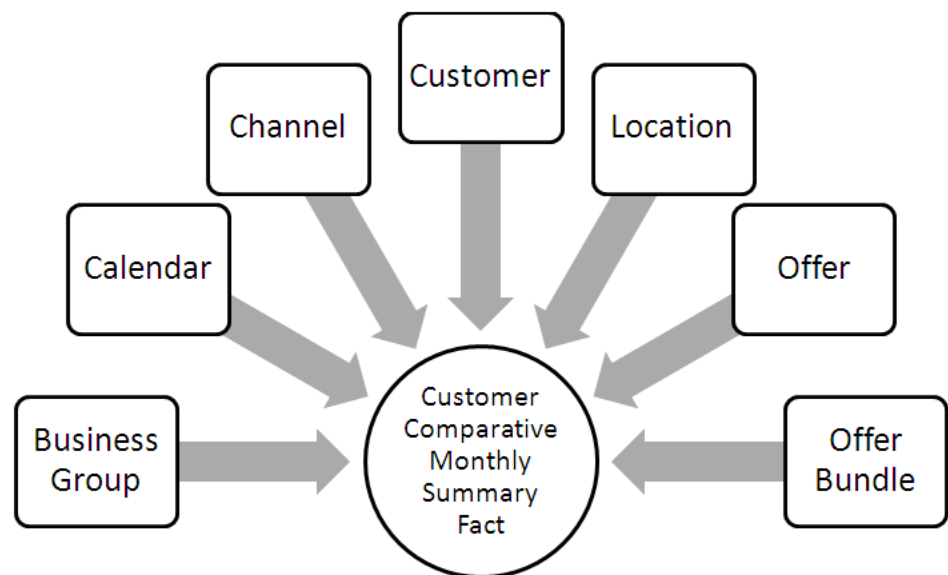 Customer
Channel
Location
Calendar
Offer
Customer
Comparative
Monthly
Summary
Fact
Business
Group
Offer
Bundle